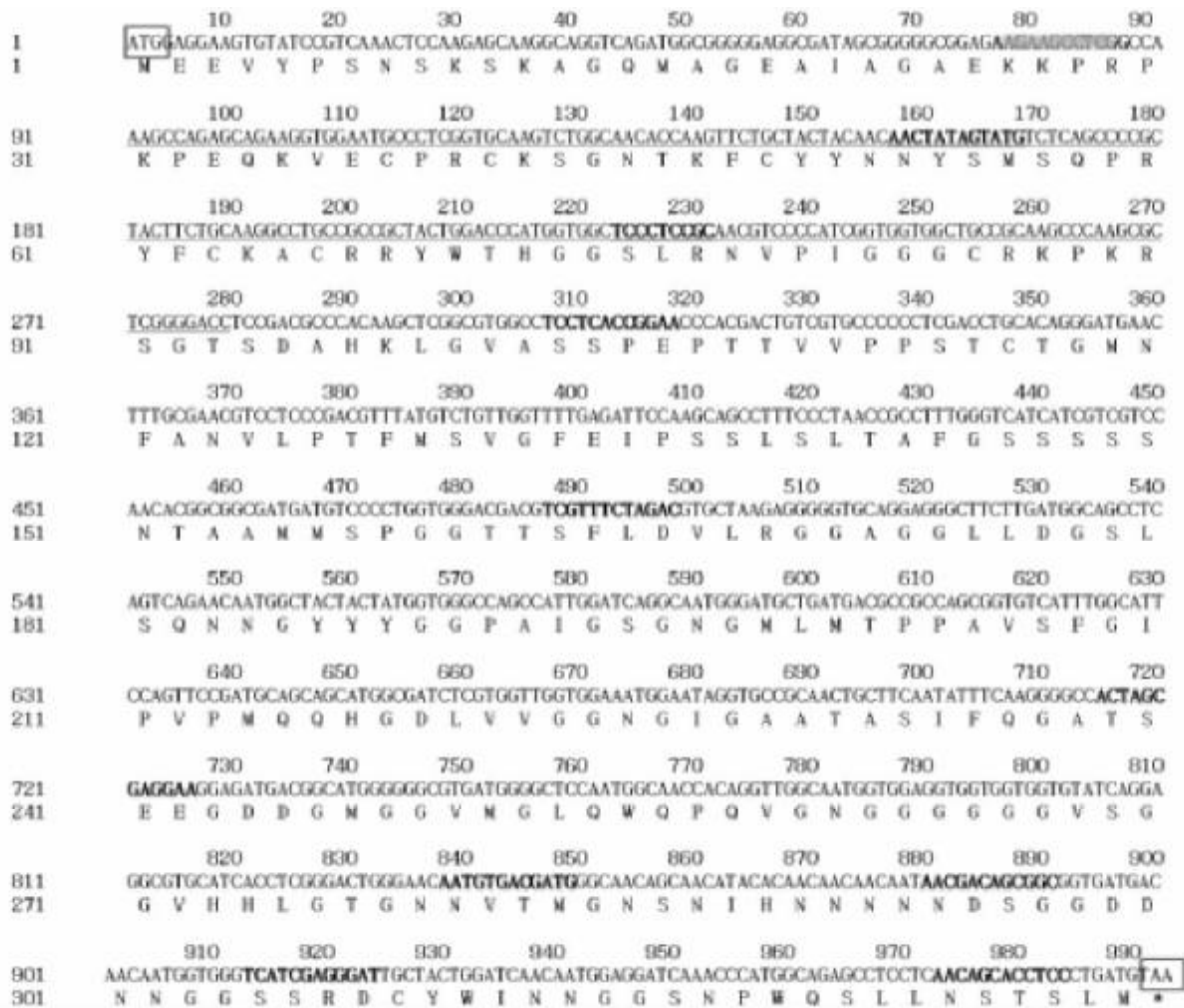 10 20 30 40 50 60 70 80 90
1 ATGGAGGAAGTGTATCCGTCAAACTCCAAGAGCAAGGCAGGTCAGATGGCGGGGGAGGCGATAGCGGGGGCGGAGAAGAAGCCTCGGCCA
1 M E E V Y P S N S K S K A G Q M A G E A I A G A E K K P R P
100 110 120 130 140 150 160 170 180
91 AAGCCAGAGCAGAAGGTGGAATGCCCTCGGTGCAAGTCTGGCAACACCAAGTTCTGCTACTACAACAACTATAGTATGTCTCAGCCCCGC
31 K P E Q K V E C P R C K S G N T K F C Y Y N N Y S M S Q P R
190 200 210 220 230 240 250 260 270
181 TACTTCTGCAAGGCCTGCCGCCGCTACTGGACCCATGGTGGCTCCCTCCGCAACGTCCCCATCGGTGGTGGCTGCCGCAAGCCCAAGCGC
61 Y F C K A C R R Y W T H G G S L R N V P I G G G C R K P K R
280 290 300 310 320 330 340 350 360
271 TCGGGGACCTCCGACGCCCACAAGCTCGGCGTGGCCTCCTCACCGGAACCCACGACTGTCGTGCCCCCCTCGACCTGCACAGGGATGAAC
91 S G T S D A H K L G V A S S P E P T T V V P P S T C T G M N
370 380 390 400 410 420 430 440 450
361 TTTGCGAACGTCCTCCCGACGTTTATGTCTGTTGGTTTTGAGATTCCAAGCAGCCTTTCCCTAACCGCCTTTGGGTCATCATCGTCGTCC
121 F A N V L P T F M S V G F E I P S S L S L T A F G S S S S S
460 470 480 490 500 510 520 530 540
451 AACACGGCGGCGATGATGTCCCCTGGTGGGACGACGTCGTTTCTAGACGTGCTAAGAGGGGGTGCAGGAGGGCTTCTTGATGGCAGCCTC
151 N T A A M M S P G G T T S F L D V L R G G A G G L L D G S L
550 560 570 580 590 600 610 620 630
541 AGTCAGAACAATGGCTACTACTATGGTGGGCCAGCCATTGGATCAGGCAATGGGATGCTGATGACGCCGCCAGCGGTGTCATTTGGCATT
181 S Q N N G Y Y Y G G P A I G S G N G M L M T P P A V S F G I
640 650 660 670 680 690 700 710 720
631 CCAGTTCCGATGCAGCAGCATGGCGATCTCGTGGTTGGTGGAAATGGAATAGGTGCCGCAACTGCTTCAATATTTCAAGGGGCCACTAGC
211 P V P M Q Q H G D L V V G G N G I G A A T A S I F Q G A T S
730 740 750 760 770 780 790 800 810
721 GAGGAAGGAGATGACGGCATGGGGGGCGTGATGGGGCTCCAATGGCAACCACAGGTTGGCAATGGTGGAGGTGGTGGTGGTGTATCAGGA
241 E E G D D G M G G V M G L Q W Q P Q V G N G G G G G G V S G
820 830 840 850 860 870 880 890 900
811 GGCGTGCATCACCTCGGGACTGGGAACAATGTGACGATGGGCAACAGCAACATACACAACAACAACAATAACGACAGCGGCGGTGATGAC
271 G V H H L G T G N N V T M G N S N I H N N N N N D S G G D D
910 920 930 940 950 960 970 980 990
901 AACAATGGTGGGTCATCGAGGGATTGCTACTGGATCAACAATGGAGGATCAAACCCATGGCAGAGCCTCCTCAACAGCACCTCCCTGATGTAA
301 N N G G S S R D C Y W I N N G G S N P W Q S L L N S T S L M *